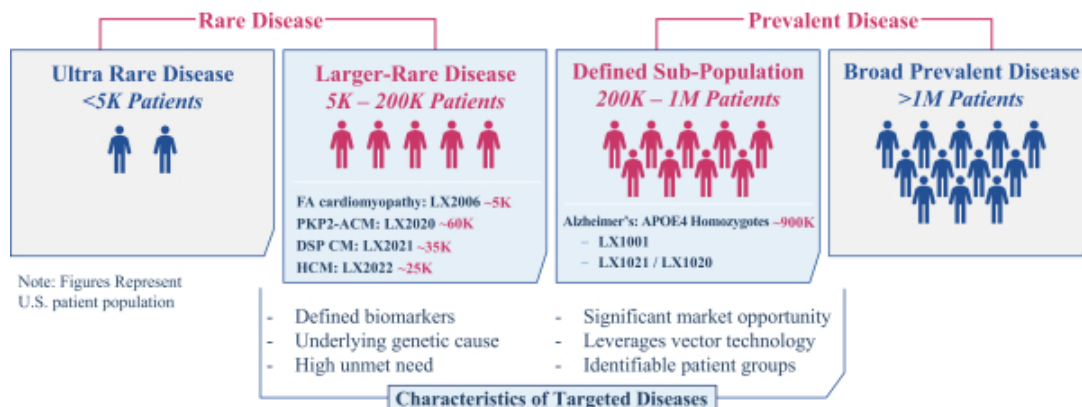 Rare Disease
Prevalent Disease
Ultra Rare Disease
<5K Patients
Larger-Rare Disease
5K – 200K Patients
FA cardiomyopathy: LX2006 ~5K
PKP2-ACM: LX2020 ~60K
DSP CM: LX2021 ~35K
HCM: LX2022 ~25K
Defined Sub-Population
200K – 1M Patients
Alzheimer's: APOE4 Homozygotes ~900K
– LX1001
– LX1021 / LX1020
Broad Prevalent Disease
>1M Patients
Note: Figures Represent
U.S. patient population
- Defined biomarkers
- Underlying genetic cause
- High unmet need
- Significant market opportunity
- Leverages vector technology
- Identifiable patient groups
Characteristics of Targeted Diseases